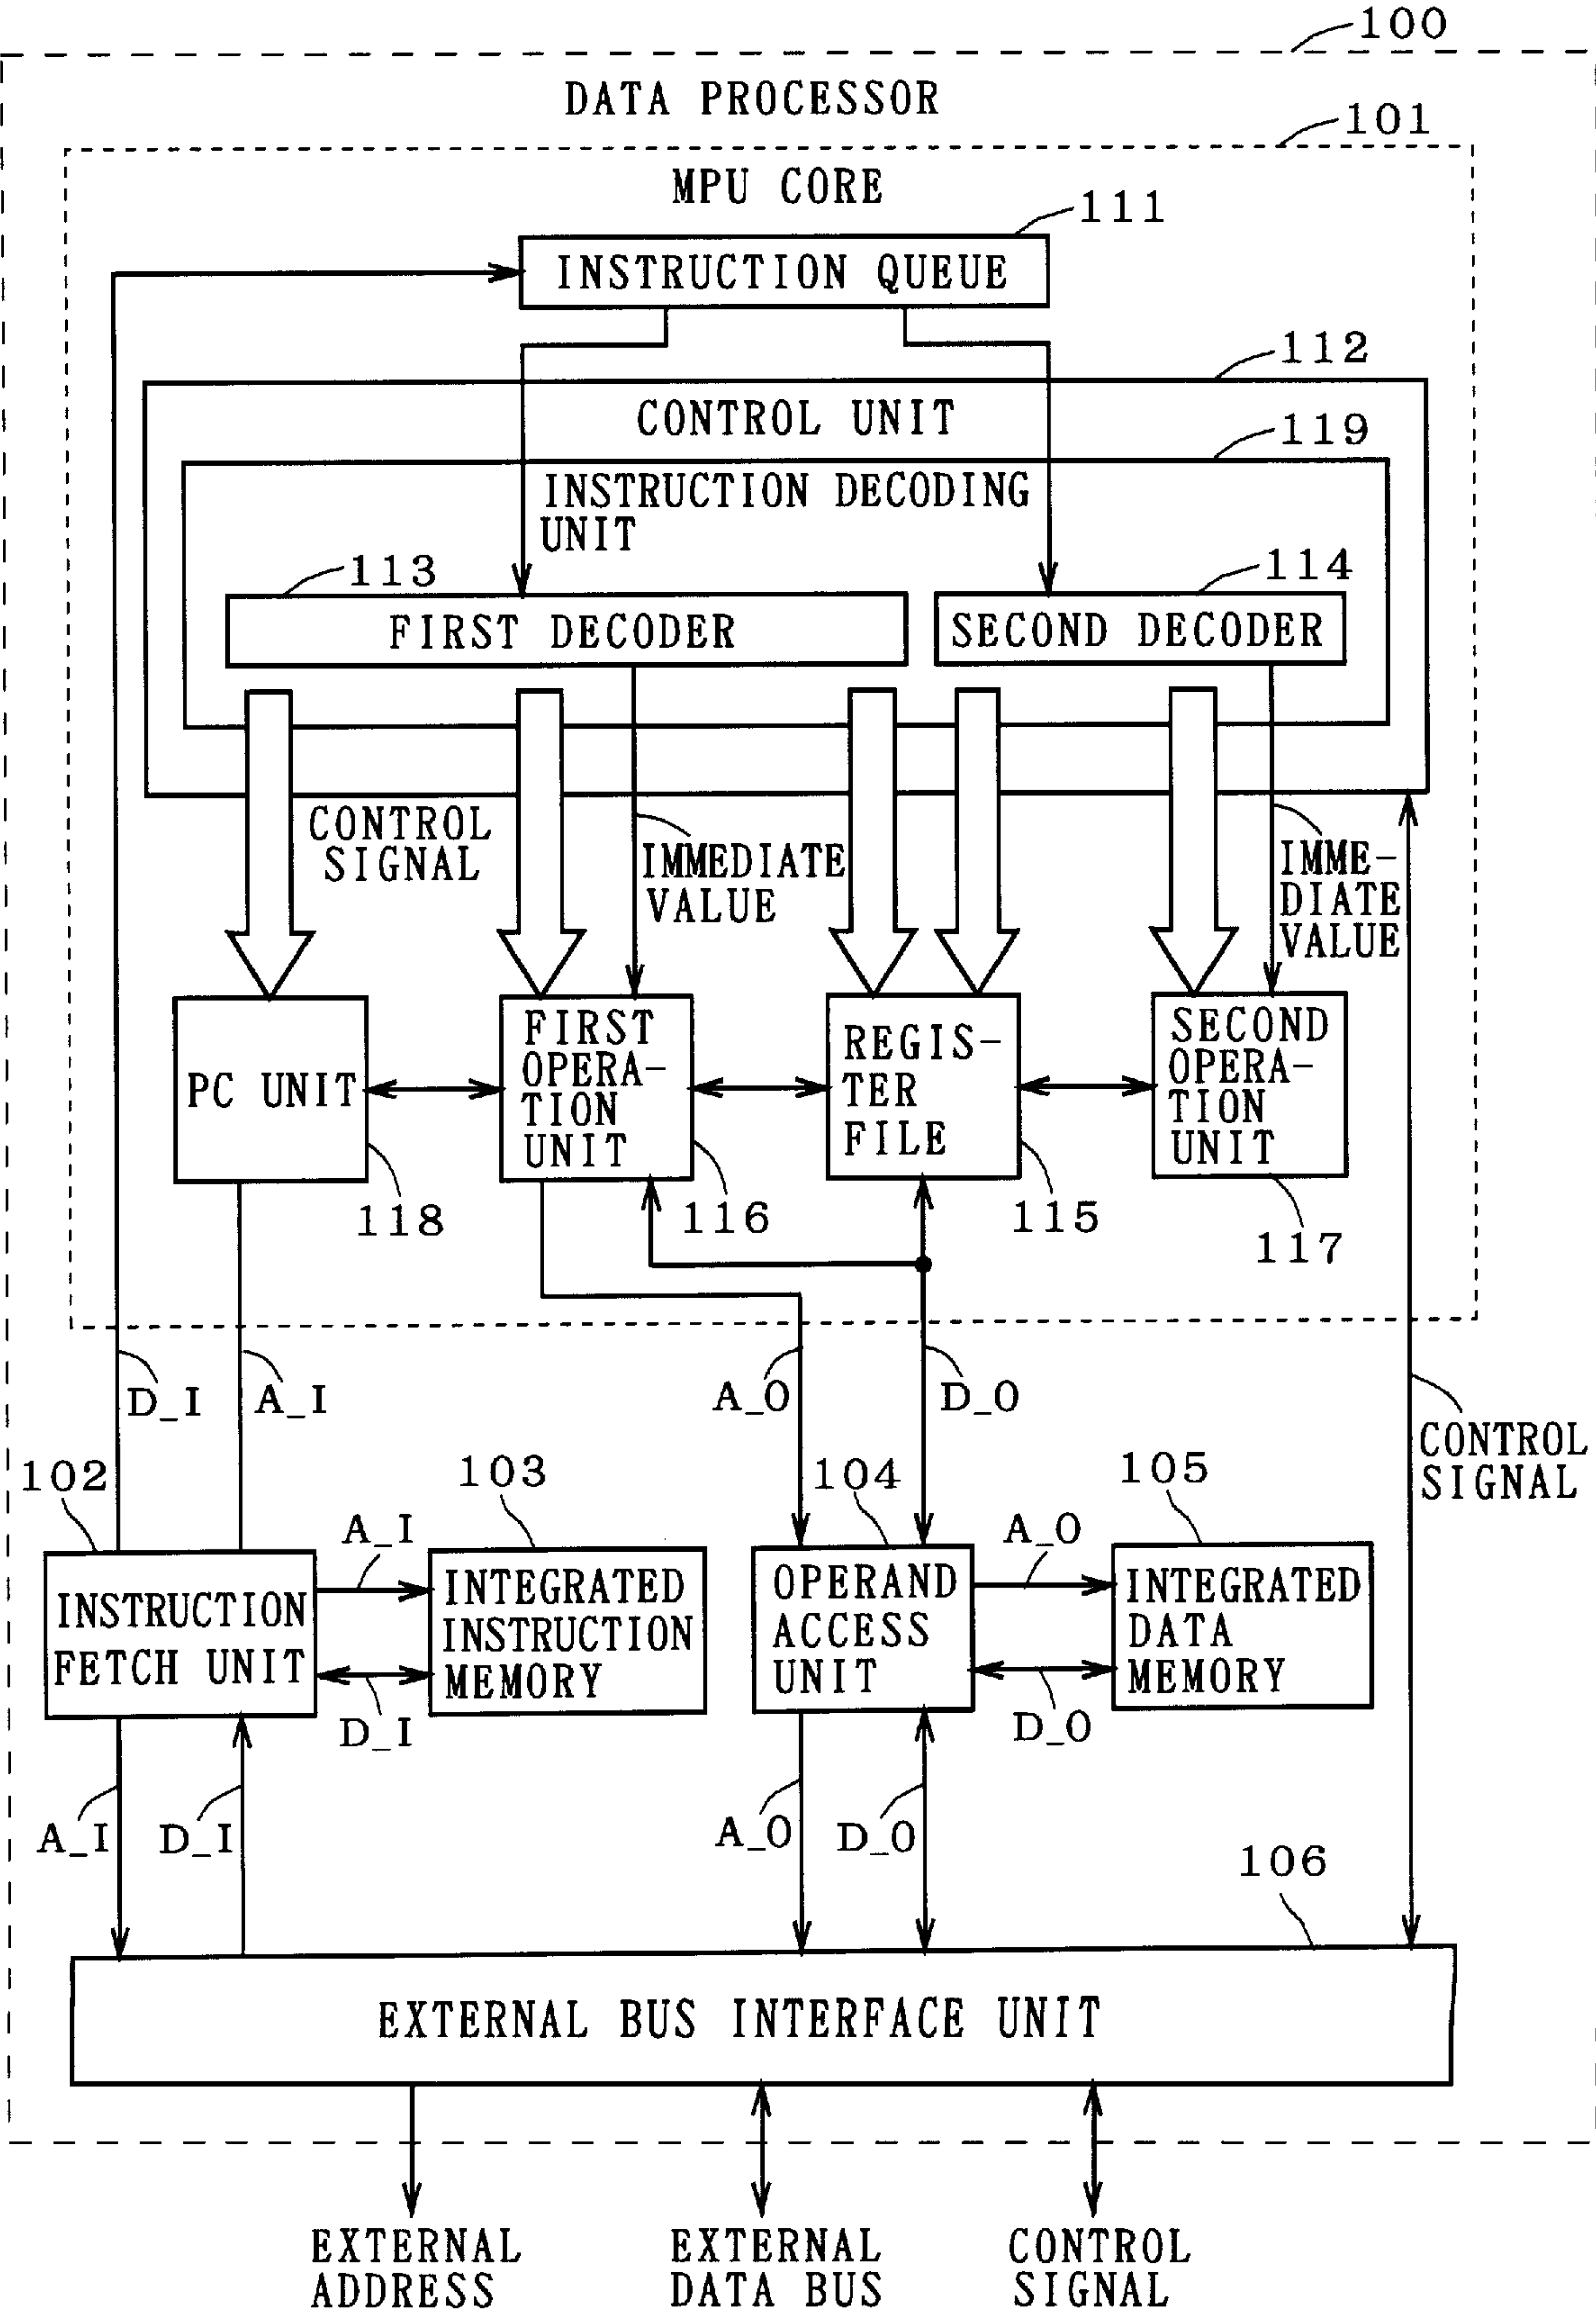 100
DATA PROCESSOR
101
MPU CORE
111
INSTRUCTION QUEUE
112
CONTROL UNIT
119
INSTRUCTION DECODING
UNIT
113
114
FIRST DECODER
SECOND DECODER
CONTROL
SIGNAL
IMMEDIATE
VALUE
IMME-
DIATE
VALUE
PC UNIT
FIRST
OPERA-
TION
UNIT
REGIS-
TER
FILE
SECOND
OPERA-
TION
UNIT
118
116
115
117
D_I
A_I
A_O
D_O
CONTROL
SIGNAL
102
103
104
105
A_I
A_O
INSTRUCTION
FETCH UNIT
INTEGRATED
INSTRUCTION
MEMORY
OPERAND
ACCESS
UNIT
INTEGRATED
DATA
MEMORY
D_I
D_O
A_I
D_I
A_O
D_O
106
EXTERNAL BUS INTERFACE UNIT
EXTERNAL
ADDRESS
EXTERNAL
DATA BUS
CONTROL
SIGNAL